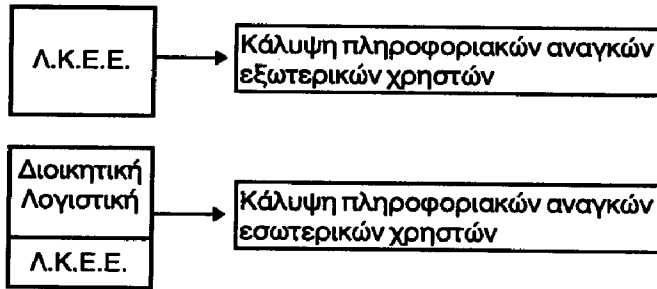 Λ.Κ.Ε.Ε.
Κάλυψη πληροφοριακών αναγκών
εξωτερικών χρηστών
Διοικητική
Λογιστική
Λ.Κ.Ε.Ε.
Κάλυψη πληροφοριακών αναγκών
εσωτερικών χρηστών